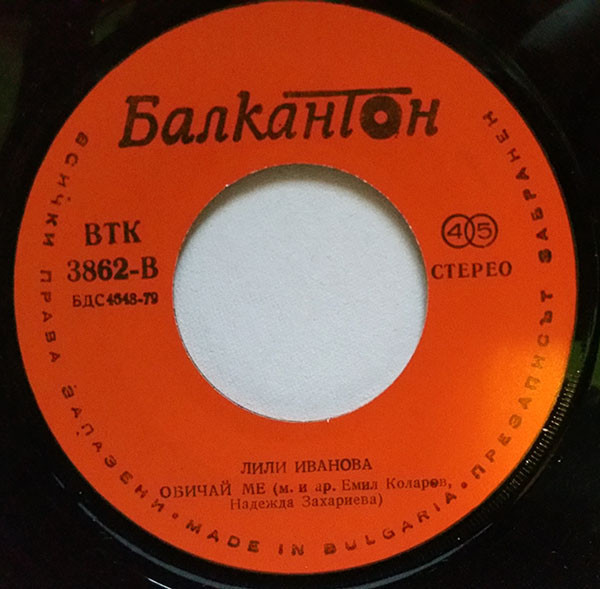 Балкантон
ВТК
3862-В
БДС 4648-79
45
СТЕРЕО
ЛИЛИ ИВАНОВА
ОБИЧАЙ МЕ (м. и ар. Емил Коларов,
Надежда Захариева)
ВСИЧКИ ПРАВА ЗАПАЗЕНИ • MADE IN BULGARIA • ПРЕЗАПИСЪТ ЗАБРАНЕН